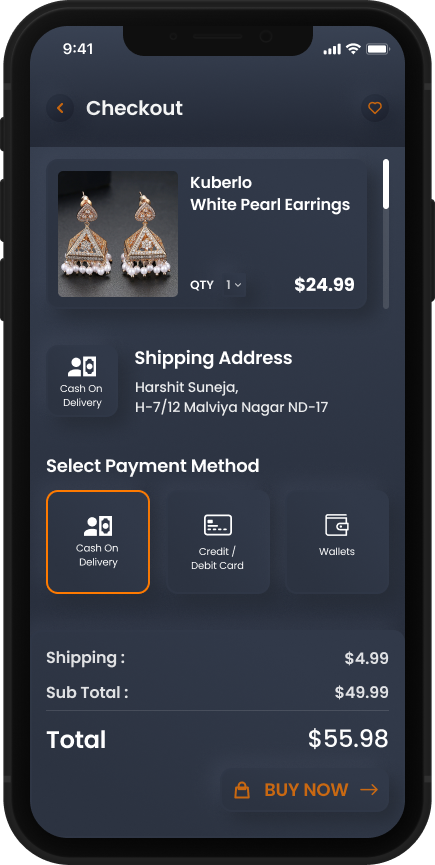 9:41
Checkout
Kuberlo
White Pearl Earrings
QTY 1 $24.99
Cash On
Delivery
Shipping Address
Harshit Suneja,
H-7/12 Malviya Nagar ND-17
Select Payment Method
Cash On
Delivery
Credit /
Debit Card
Wallets
Shipping : $4.99
Sub Total : $49.99
Total $55.98
BUY NOW